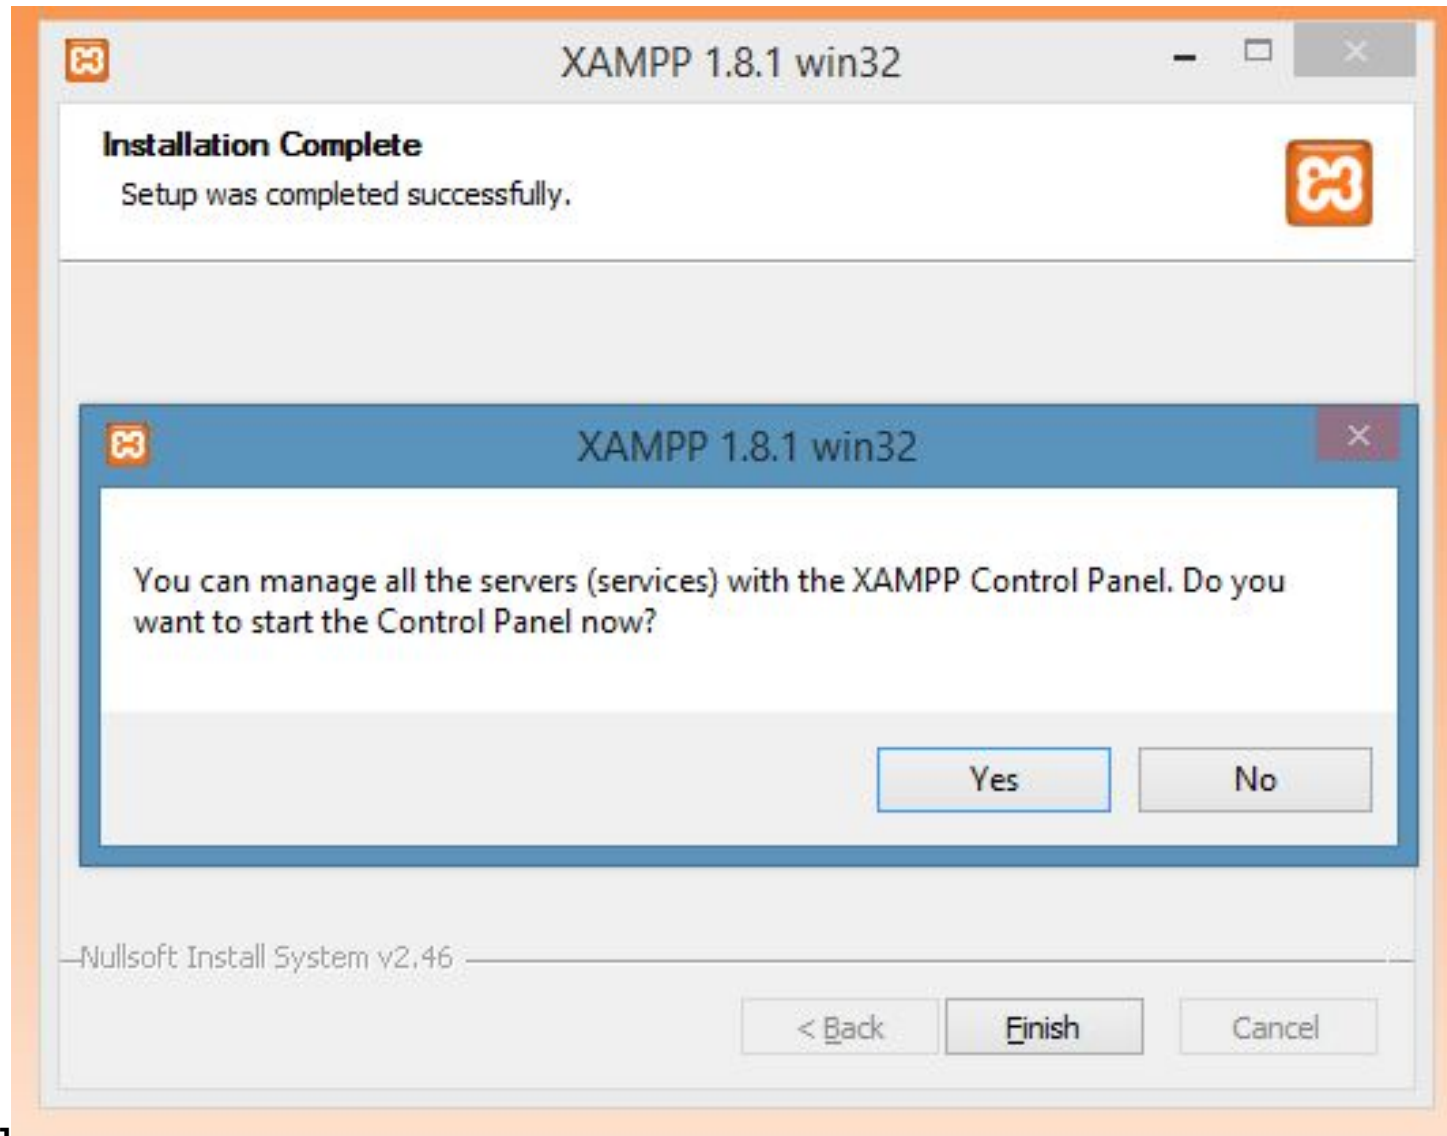 XAMPP 1.8.1 win32
Installation Complete
Setup was completed successfully.
XAMPP 1.8.1 win32
You can manage all the servers (services) with the XAMPP Control Panel. Do you
want to start the Control Panel now?
Yes No
Nullsoft Install System v2.46
< Back Finish Cancel